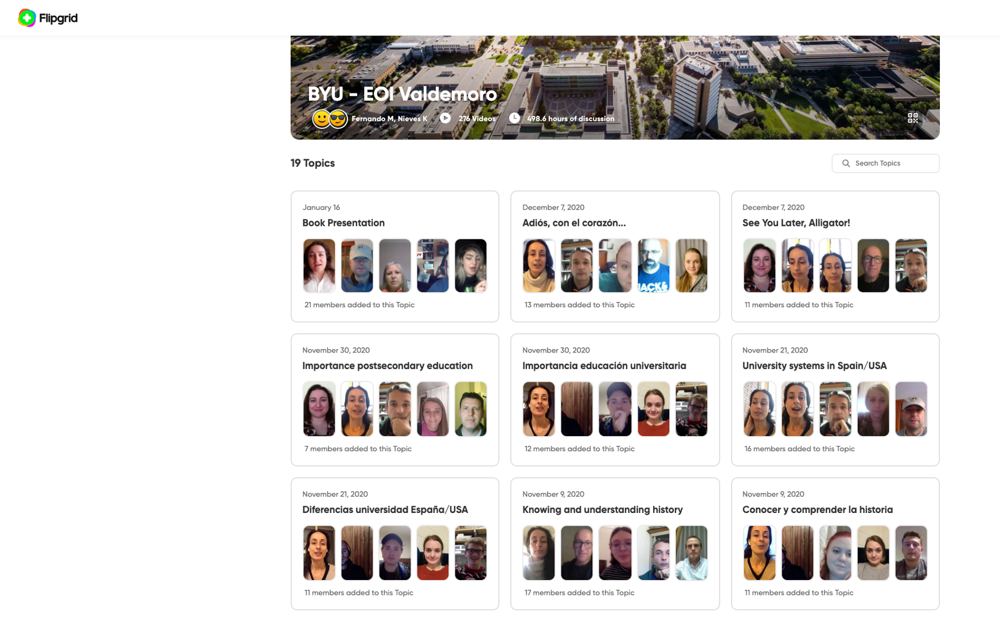 Flipgrid
BYU - EOI Valdemoro
Fernando M, Nieves K 276 Videos 498.6 hours of discussion
19 Topics
Search Topics
January 16
Book Presentation
21 members added to this Topic
December 7, 2020
Adiós, con el corazón...
JACK&
13 members added to this Topic
December 7, 2020
See You Later, Alligator!
11 members added to this Topic
November 30, 2020
Importance postsecondary education
7 members added to this Topic
November 30, 2020
Importancia educación universitaria
12 members added to this Topic
November 21, 2020
University systems in Spain/USA
16 members added to this Topic
November 21, 2020
Diferencias universidad España/USA
11 members added to this Topic
November 9, 2020
Knowing and understanding history
17 members added to this Topic
November 9, 2020
Conocer y comprender la historia
11 members added to this Topic